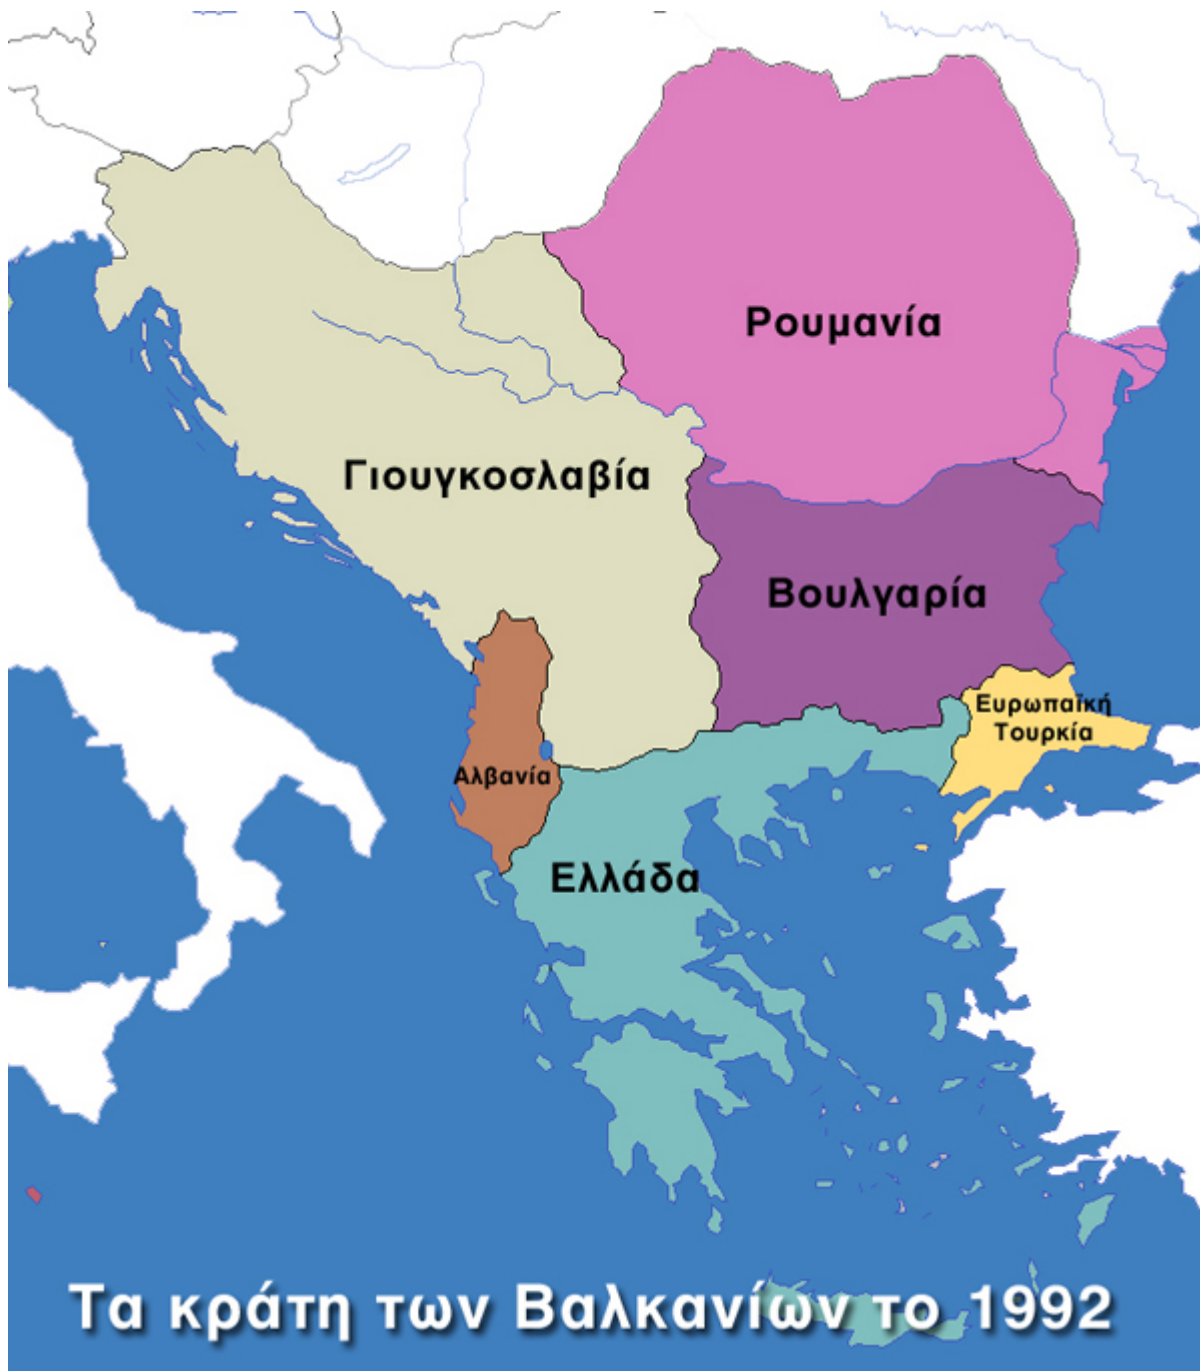 Ρουμανία
Γιουγκοσλαβία
Βουλγαρία
Ευρωπαϊκή
Τουρκία
Αλβανία
Ελλάδα
Τα κράτη των Βαλκανίων το 1992